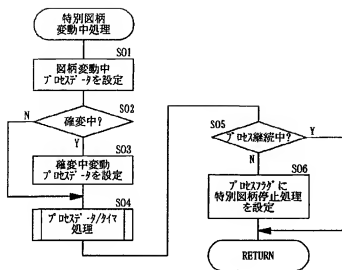 特別図柄
変動中処理
S01
図柄変動中
プロセスデータを設定
S02
N
確変中?
Y
S03
確変中変動
プロセスデータを設定
S04
プロセスデータ/タイマ
処理
S05
プロセス継続中?
Y
N
S06
プロセスフラグに
特別図柄停止処理
を設定
RETURN